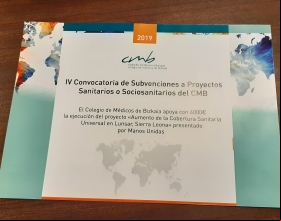 2019
cmb
IV Convocatoria de Subvenciones a Proyectos
Sanitarios o Sociosanitarios del CMB
El Colegio de Médicos de Bizkaia apoya con
la ejecución del proyecto «Aumento de la Cobertura Sanitaria
Universal en Lunsar, Sierra Leona» presentado
por Manos Unidas